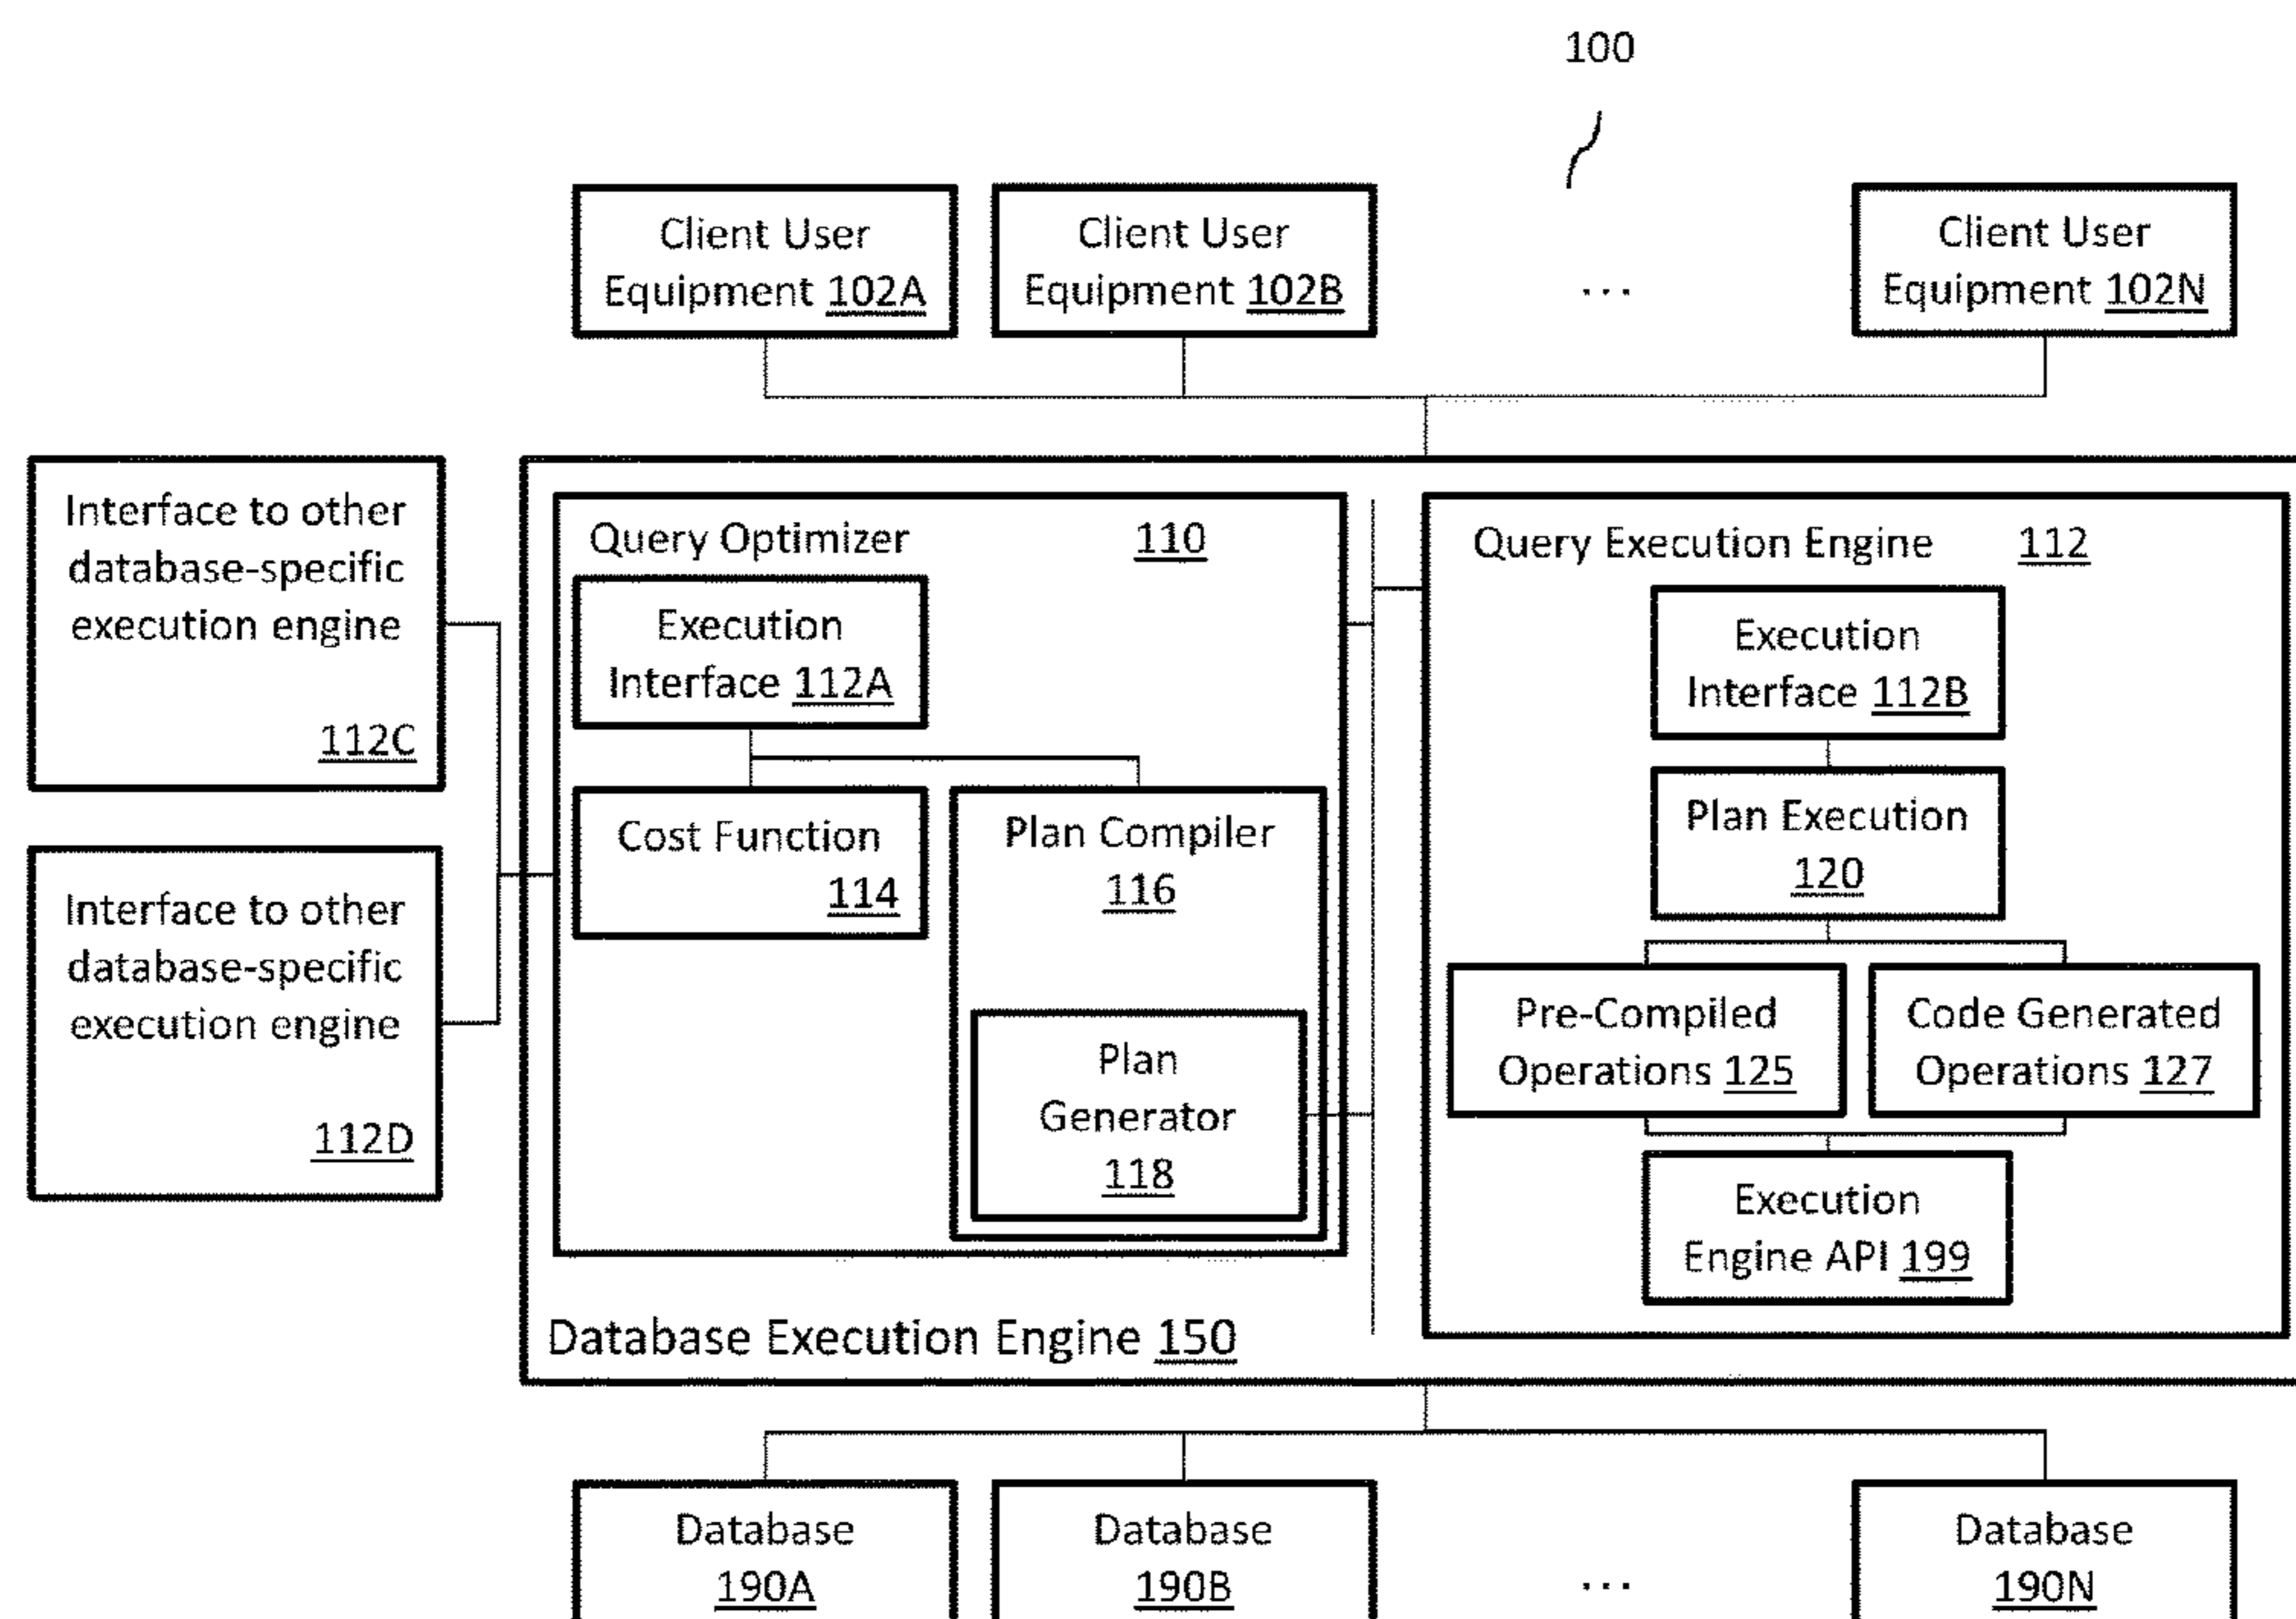 100
Client User
Equipment 102A
Client User
Equipment 102B
...
Client User
Equipment 102N
Interface to other
database-specific
execution engine
112C
Interface to other
database-specific
execution engine
112D
Query Optimizer 110
Execution
Interface 112A
Cost Function
114
Plan Compiler
116
Plan
Generator
118
Database Execution Engine 150
Query Execution Engine 112
Execution
Interface 112B
Plan Execution
120
Pre-Compiled
Operations 125
Code Generated
Operations 127
Execution
Engine API 199
Database
190A
Database
190B
...
Database
190N